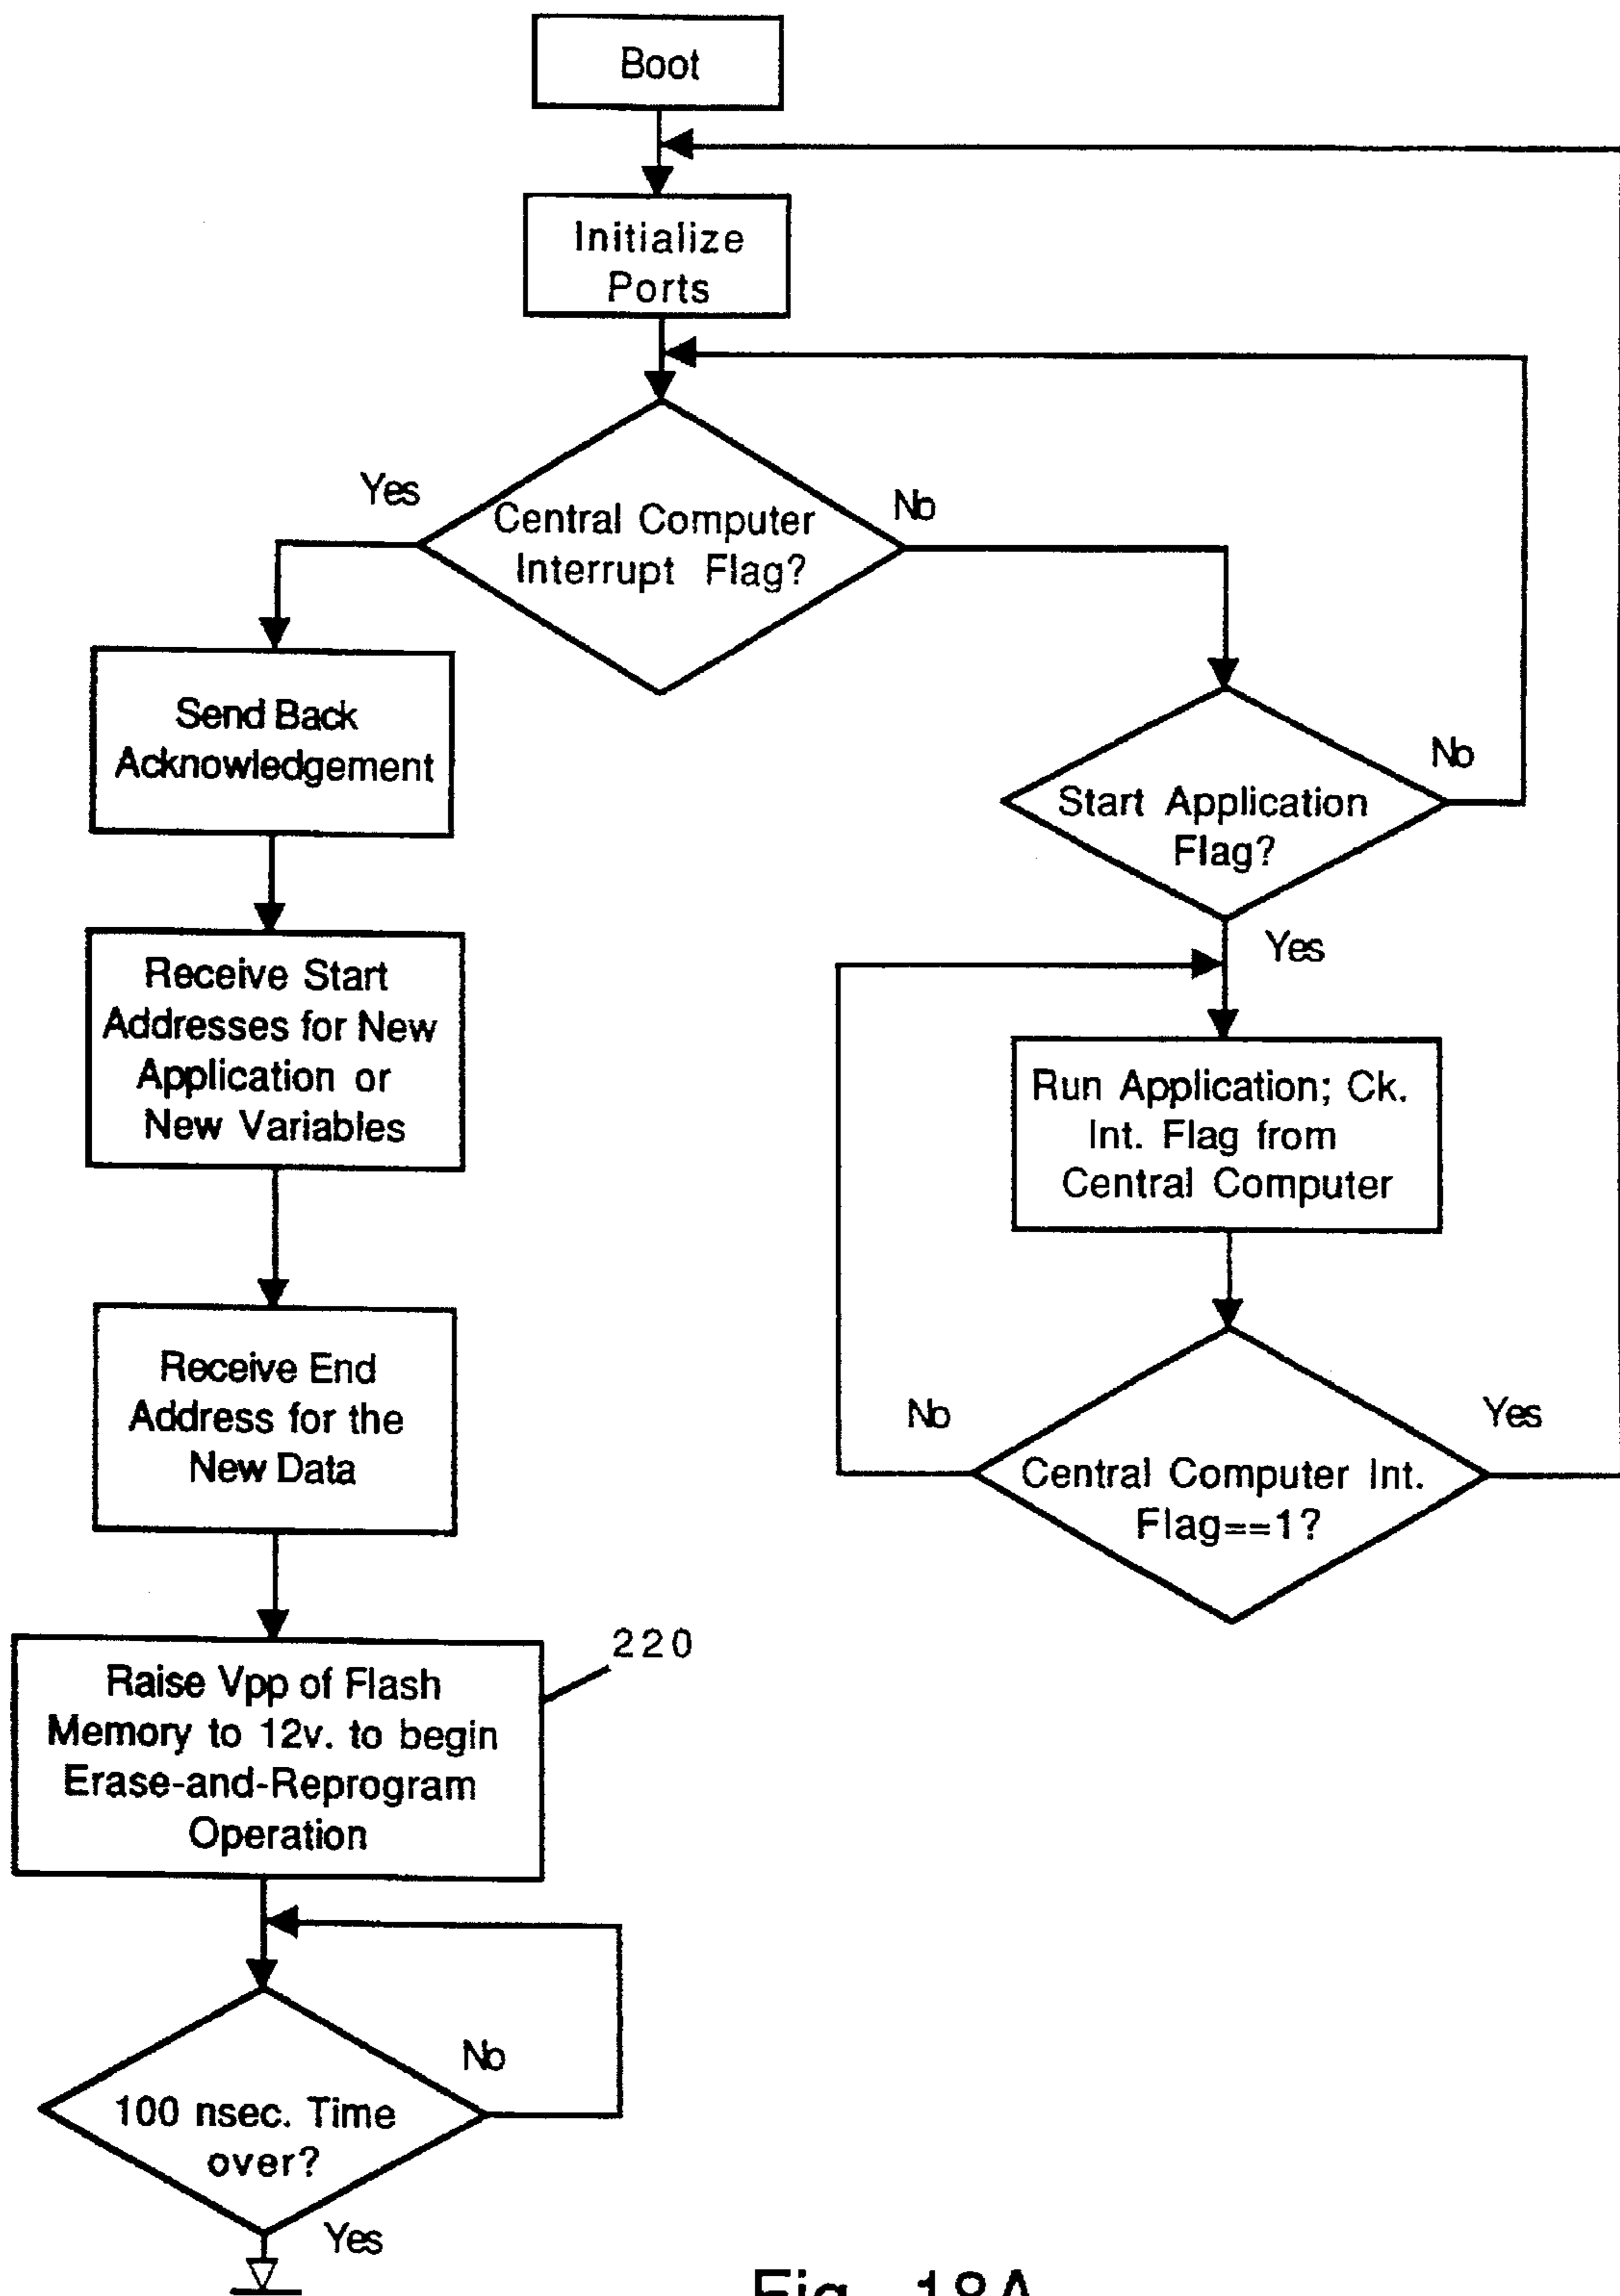 Boot
Initialize
Ports
Central Computer
Interrupt Flag?
Yes
No
Send Back
Acknowledgement
Start Application
Flag?
No
Yes
Receive Start
Addresses for New
Application or
New Variables
Run Application; Ck.
Int. Flag from
Central Computer
Receive End
Address for the
New Data
Central Computer Int.
Flag==1?
No
Yes
220
Raise Vpp of Flash
Memory to 12v. to begin
Erase-and-Reprogram
Operation
100 nsec. Time
over?
No
Yes
Fig. 18A